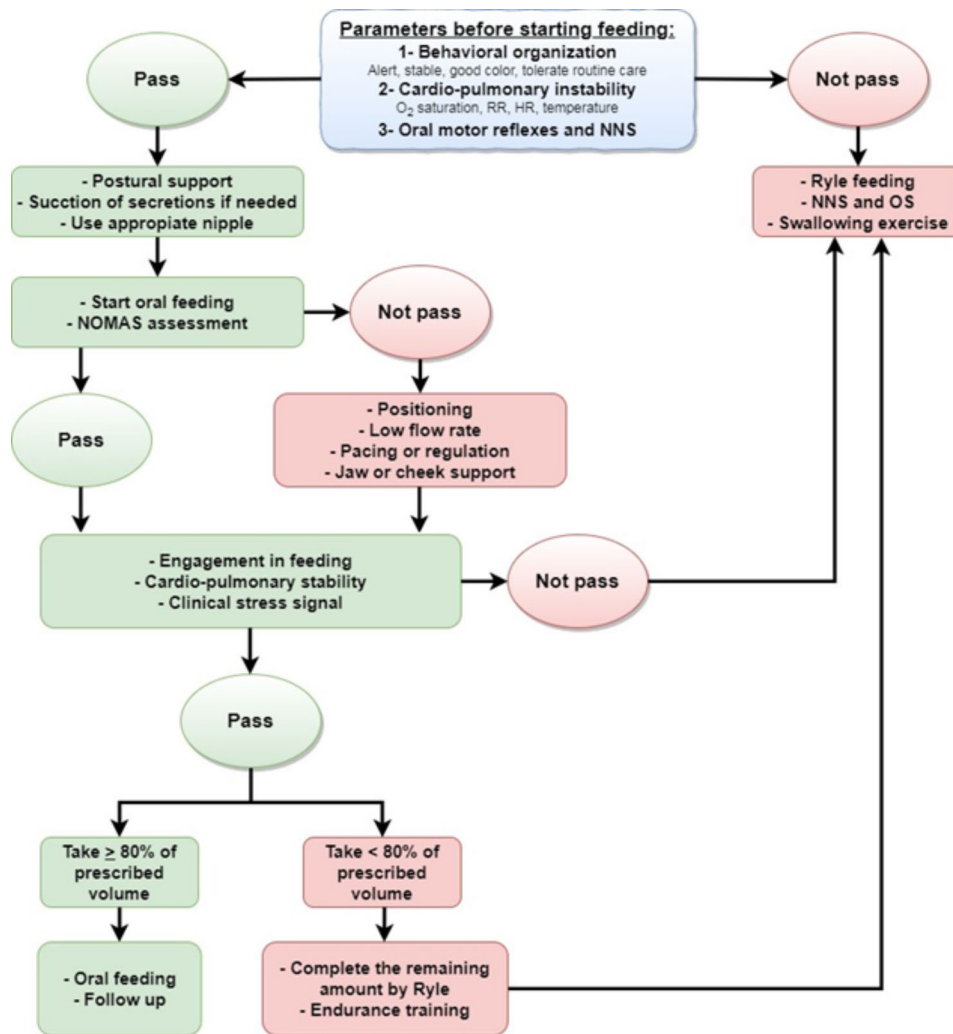 Parameters before starting feeding:
1- Behavioral organization
Alert, stable, good color, tolerate routine care
2- Cardio-pulmonary instability
O2 saturation, RR, HR, temperature
3- Oral motor reflexes and NNS
Pass
Not pass
- Postural support
- Sucction of secretions if needed
- Use appropiate nipple
- Ryle feeding
- NNS and OS
- Swallowing exercise
- Start oral feeding
- NOMAS assessment
Not pass
Pass
- Positioning
- Low flow rate
- Pacing or regulation
- Jaw or cheek support
- Engagement in feeding
- Cardio-pulmonary stability
- Clinical stress signal
Not pass
Pass
Take ≥ 80% of
prescribed
volume
Take < 80% of
prescribed
volume
- Oral feeding
- Follow up
- Complete the remaining
amount by Ryle
- Endurance training